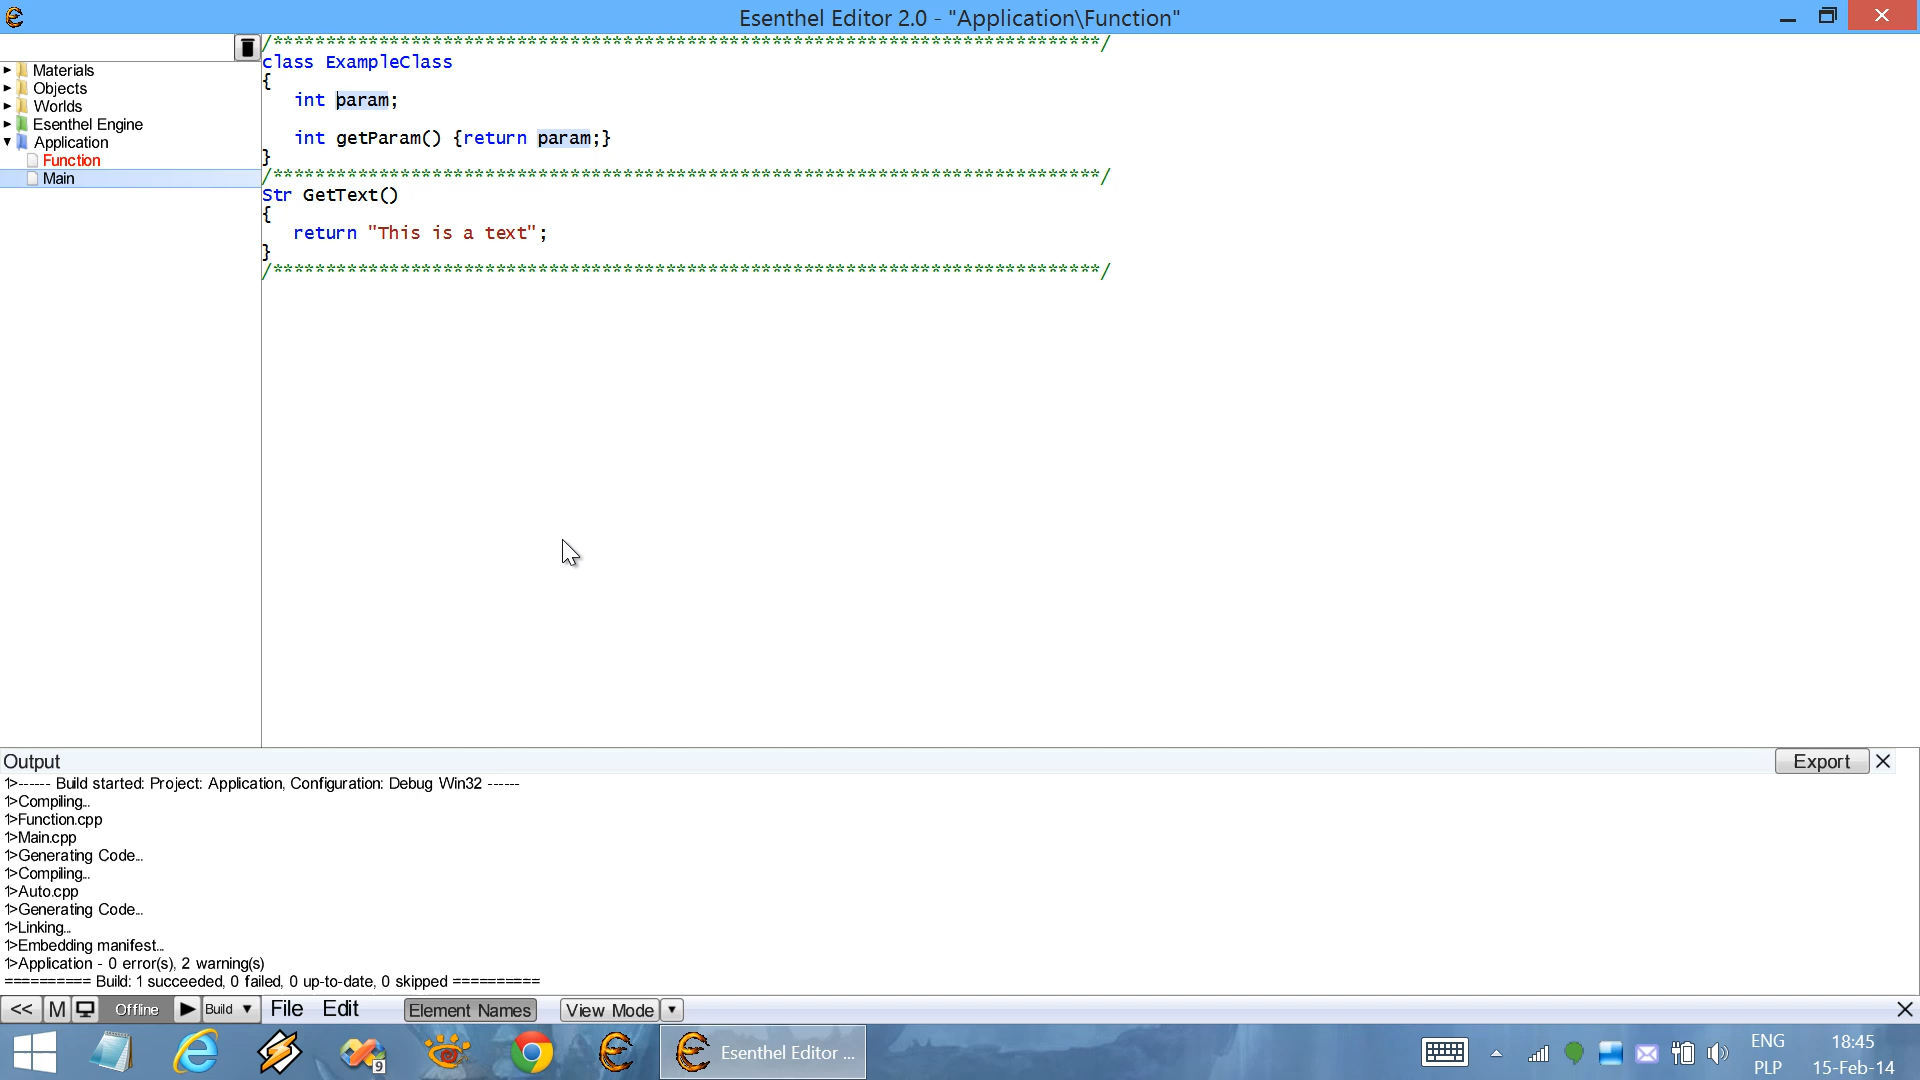 Esenthel Editor 2.0 - "Application\Function"
Materials
Objects
Worlds
Esenthel Engine
Application
Function
Main
/******************************************************************************/
class ExampleClass
{
int param;
int getParam() {return param;}
}
/******************************************************************************/
Str GetText()
{
return "This is a text";
}
/******************************************************************************/
Output
Export
1>------ Build started: Project: Application, Configuration: Debug Win32 ------
1>Compiling...
1>Function.cpp
1>Main.cpp
1>Generating Code...
1>Compiling...
1>Auto.cpp
1>Generating Code...
1>Linking...
1>Embedding manifest...
1>Application - 0 error(s), 2 warning(s)
========== Build: 1 succeeded, 0 failed, 0 up-to-date, 0 skipped ==========
<< M Offline Build File Edit Element Names View Mode
9
Esenthel Editor ...
ENG
PLP
18:45
15-Feb-14